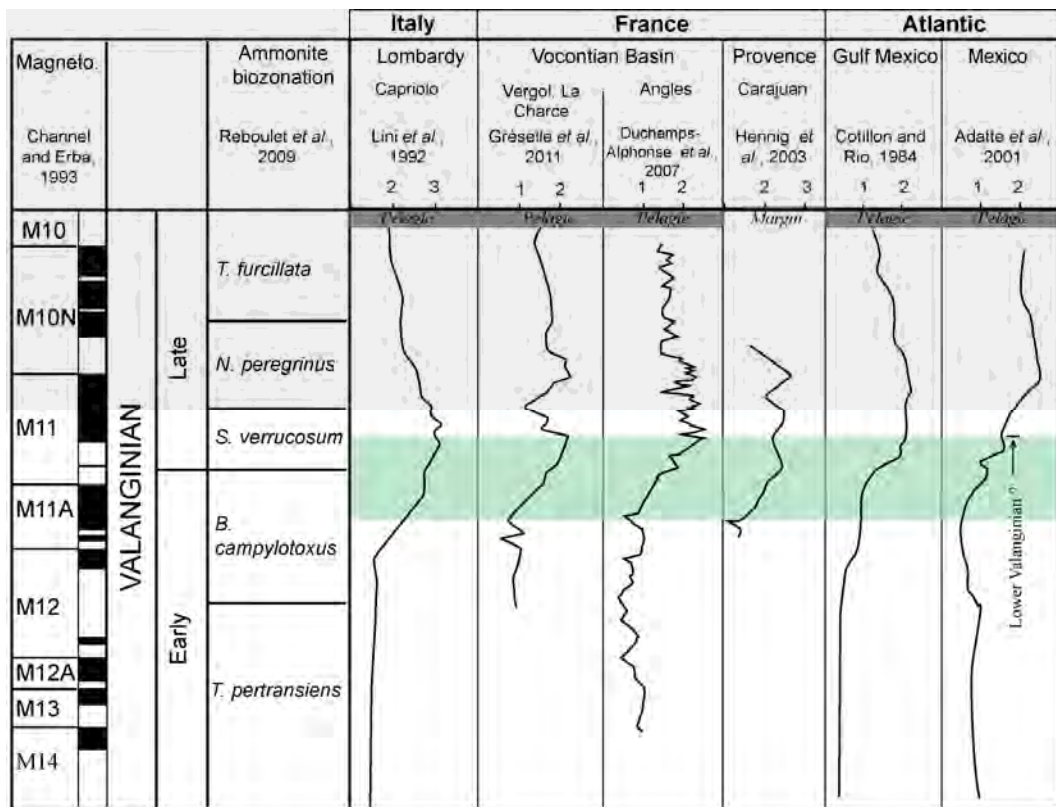 Italy
France
Atlantic
Magneto.
Channel
and Erba,
1993
Ammonite
biozonation
Reboulet et al.,
2009
Lombardy
Capriolo
Lini et al.,
1992
2 3
Vocontian Basin
Vergol. La
Charce
Gréselle et al.,
2011
1 2
Angles
Duchemps-
Alphonse et al.,
2007
1 2
Provence
Carajuan
Hennig et
al., 2003
2 3
Gulf Mexico
Cotillon and
Rio, 1984
1 2
Mexico
Adatte et al.,
2001
1 2
Pelagic
Pelagic
Pelagic
Margin
Pelagic
Pelagic
M10
M10N
M11
M11A
M12
M12A
M13
M14
VALANGINIAN
Late
Early
T. furcillata
N. peregrinus
S. verrucosum
B.
campylotoxus
T. pertransiens
Lower Valanginian ?